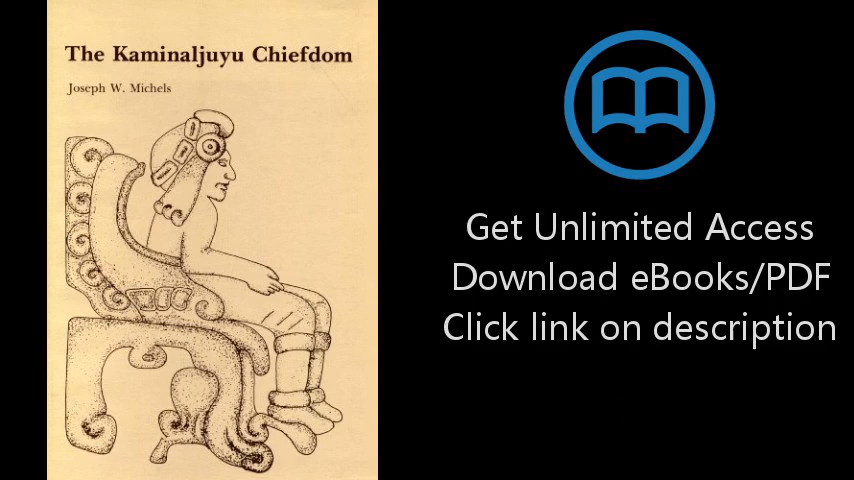 The Kaminaljuyu Chiefdom
Joseph W. Michels
Get Unlimited Access
Download eBooks/PDF
Click link on description